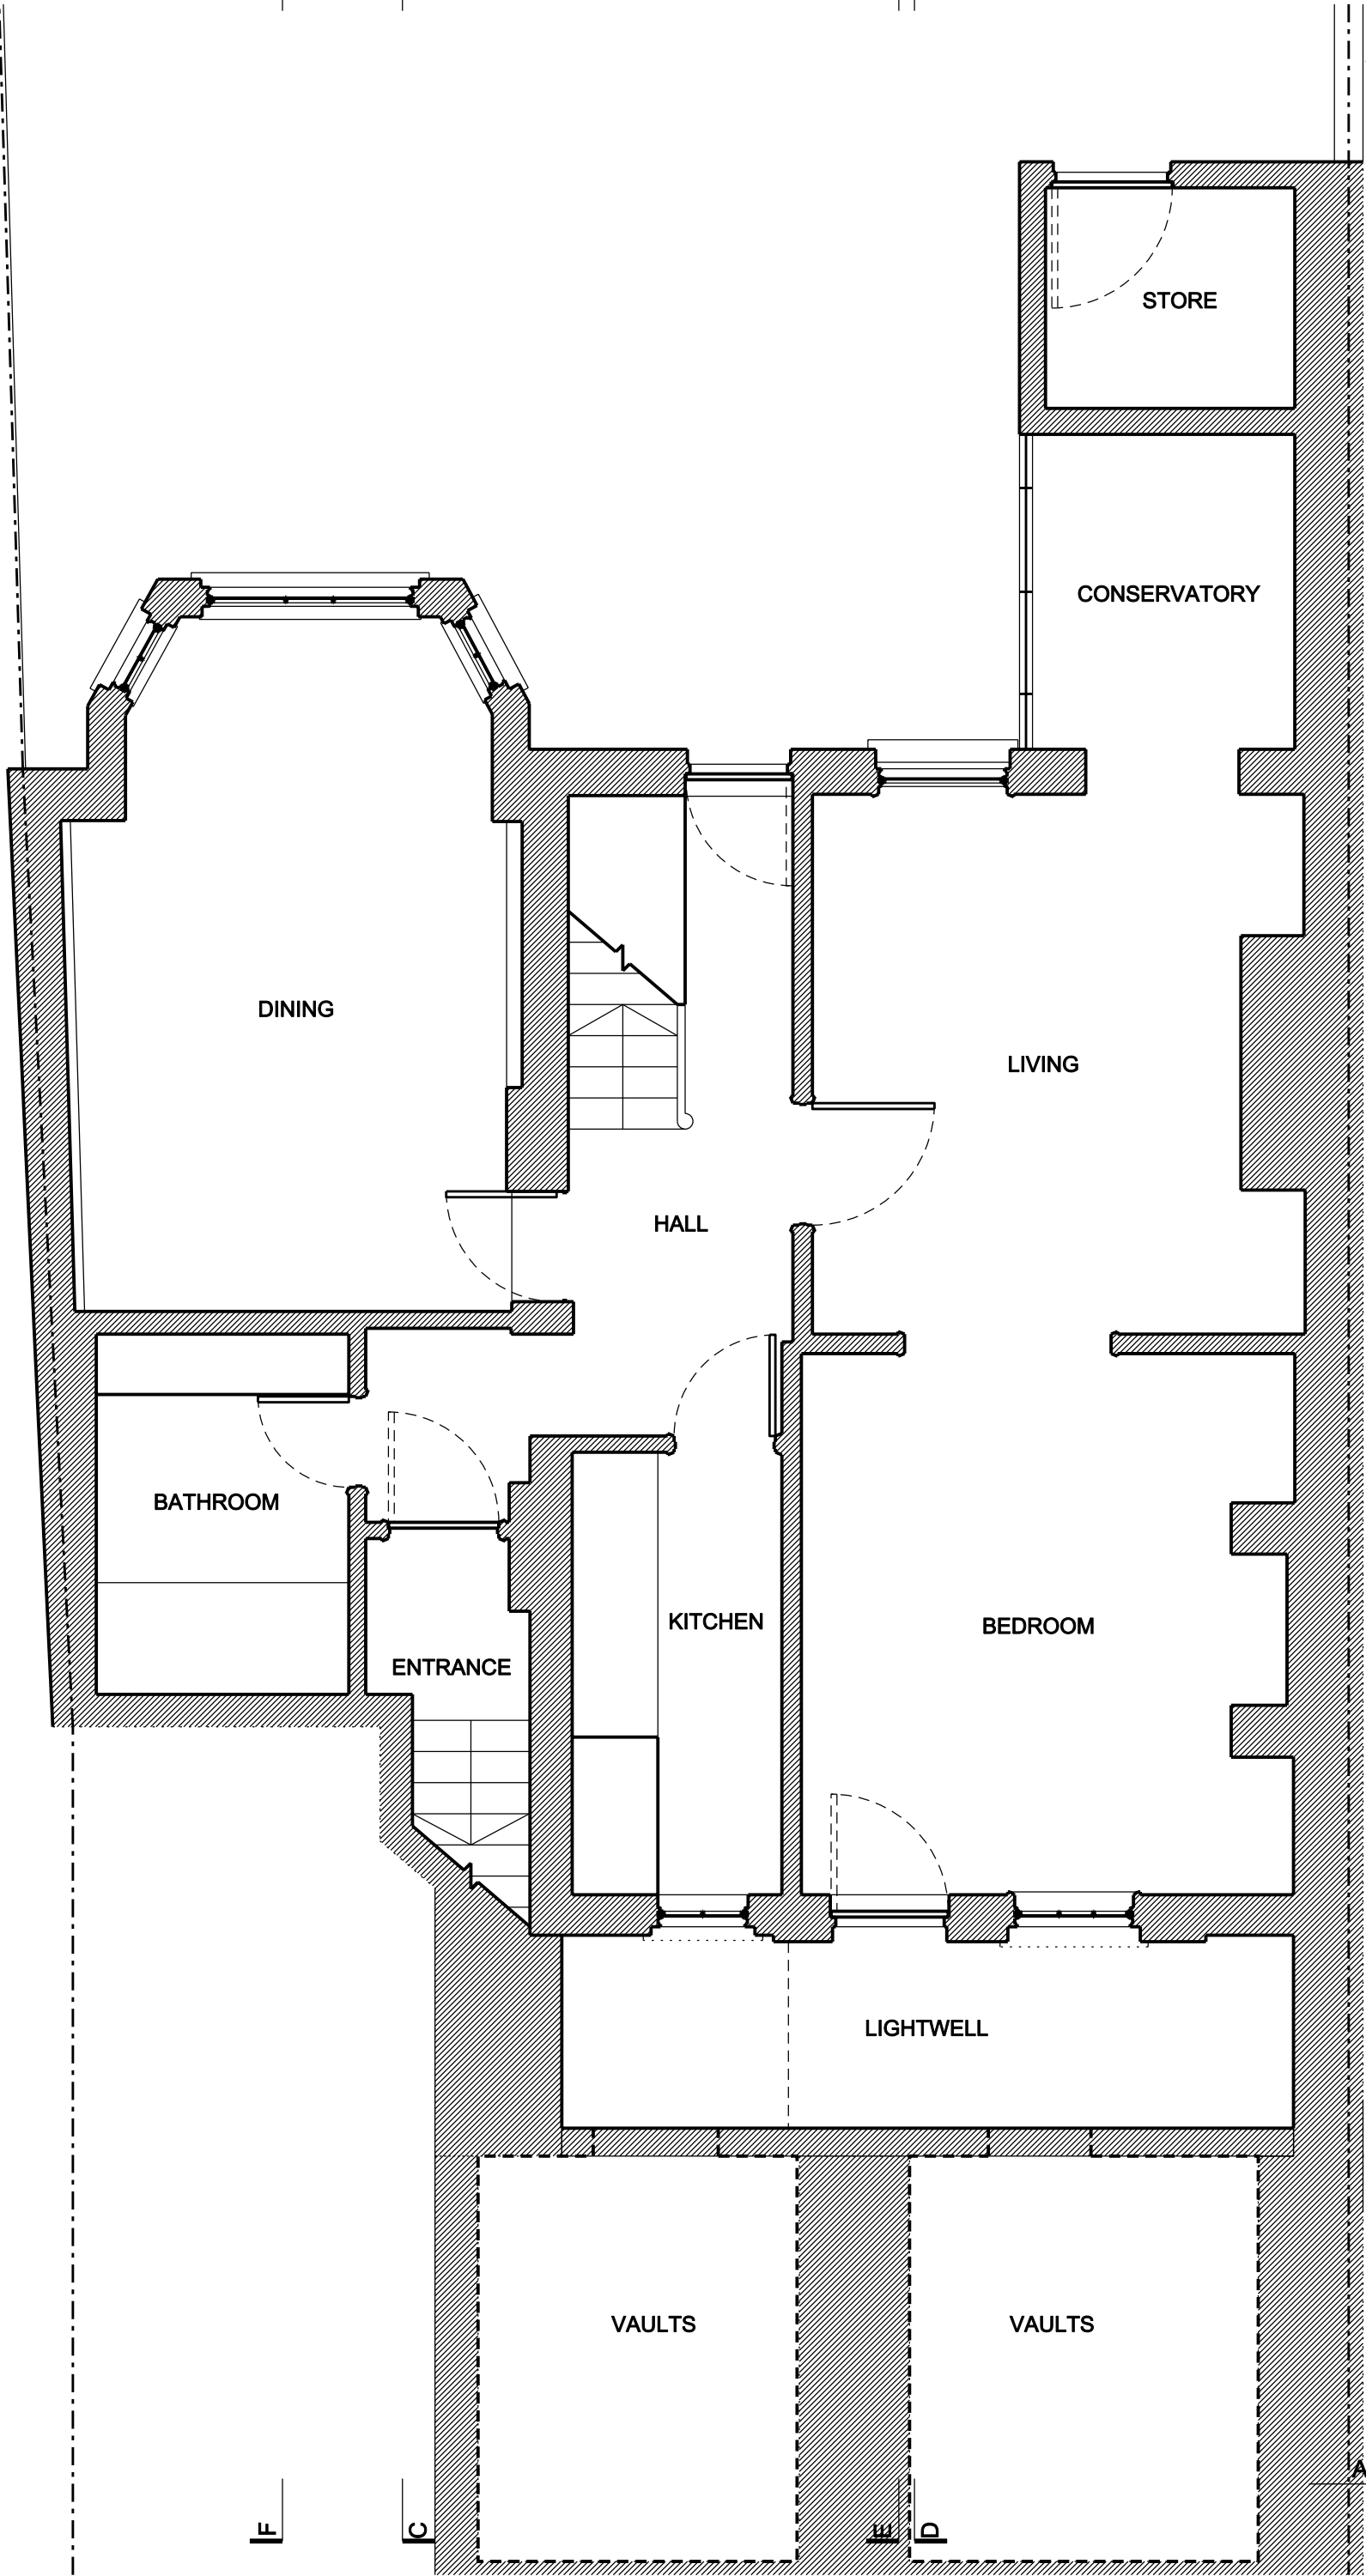 STORE
CONSERVATORY
DINING
LIVING
HALL
BATHROOM
KITCHEN
BEDROOM
ENTRANCE
LIGHTWELL
VAULTS
VAULTS
A
F
C
E
D